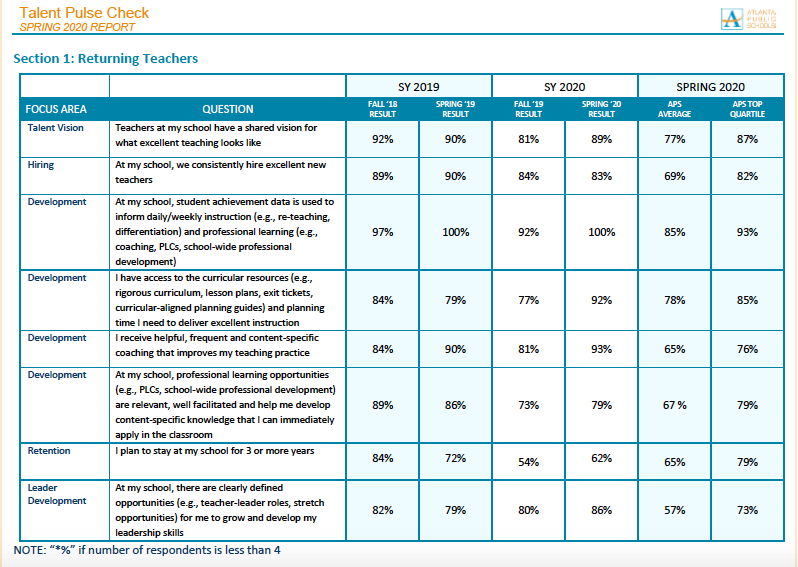 Talent Pulse Check
SPRING 2020 REPORT
ATLANTA
PUBLIC
SCHOOLS
Section 1: Returning Teachers
SY 2019 SY 2020 SPRING 2020
FOCUS AREA QUESTION FALL '18 RESULT SPRING '19 RESULT FALL '19 RESULT SPRING '20 RESULT APS AVERAGE APS TOP QUARTILE
Talent Vision Teachers at my school have a shared vision for
what excellent teaching looks like
92% 90% 81% 89% 77% 87%
Hiring At my school, we consistently hire excellent new
teachers
89% 90% 84% 83% 69% 82%
Development At my school, student achievement data is used to
inform daily/weekly instruction (e.g., re-teaching,
differentiation) and professional learning (e.g.,
coaching, PLCs, school-wide professional
development)
97% 100% 92% 100% 85% 93%
Development I have access to the curricular resources (e.g.,
rigorous curriculum, lesson plans, exit tickets,
curricular-aligned planning guides) and planning
time I need to deliver excellent instruction
84% 79% 77% 92% 78% 85%
Development I receive helpful, frequent and content-specific
coaching that improves my teaching practice
84% 90% 81% 93% 65% 76%
Development At my school, professional learning opportunities
(e.g., PLCs, school-wide professional development)
are relevant, well facilitated and help me develop
content-specific knowledge that I can immediately
apply in the classroom
89% 86% 73% 79% 67 % 79%
Retention I plan to stay at my school for 3 or more years
84% 72% 54% 62% 65% 79%
Leader
Development
At my school, there are clearly defined
opportunities (e.g., teacher-leader roles, stretch
opportunities) for me to grow and develop my
leadership skills
82% 79% 80% 86% 57% 73%
NOTE: "*%" if number of respondents is less than 4